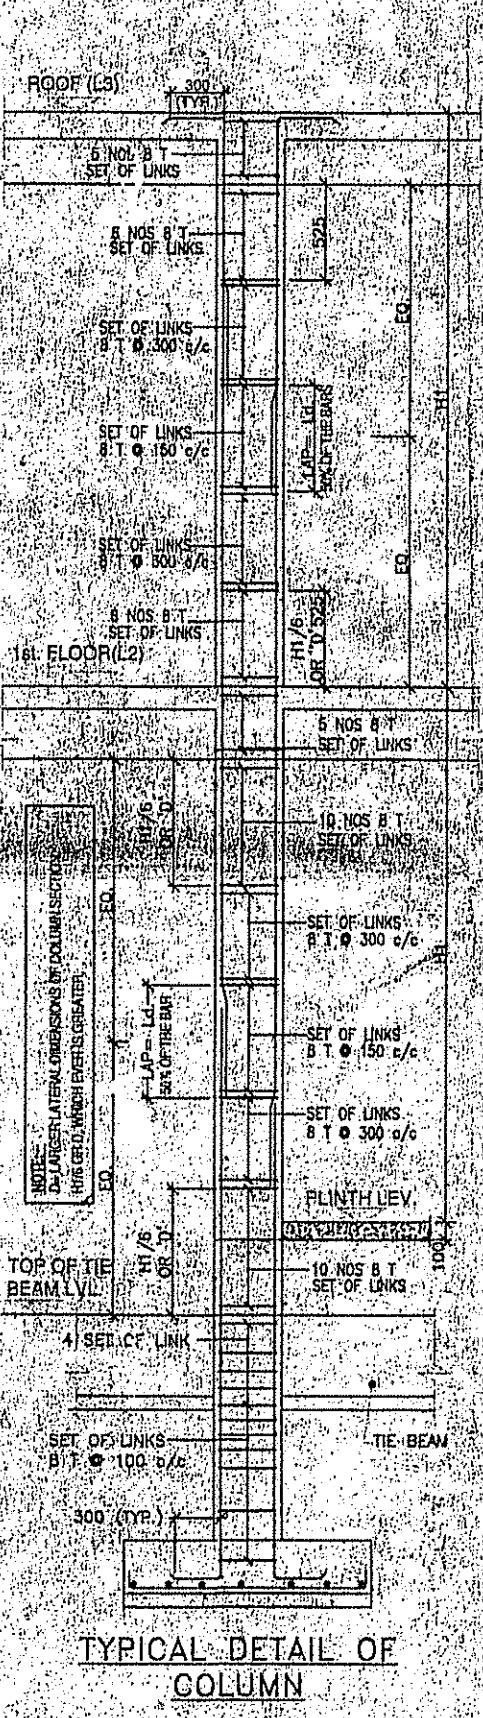 ROOF (L3)
300
(TYP.)
5 NOS 8 T
SET OF LINKS
8 NOS 8 T
SET OF LINKS
525
EQ.
SET OF LINKS
8 T @ 300 c/c
H1
SET OF LINKS
8 T @ 150 c/c
LAP= Ld
50% OF THE BARS
SET OF LINKS
8 T @ 300 c/c
EQ.
8 NOS 8 T
SET OF LINKS
H1/6
OR "D" 525
1st. FLOOR(L2)
5 NOS 8 T
SET OF LINKS
H1/6
OR 'D'
10 NOS 8 T
SET OF LINKS
EQ.
SET OF LINKS
8 T @ 300 c/c
H1
NOTE:-
D= LARGER LATERAL DIMENSIONS OF COLUMN SECTION
H1/6 OR D, WHICH EVER IS GREATER.
LAP= Ld
50% OF THE BAR
SET OF LINKS
8 T @ 150 c/c
SET OF LINKS
8 T @ 300 c/c
EQ.
PLINTH LEV.
H1/6
OR 'D'
100
TOP OF TIE
BEAM LVL
10 NOS 8 T
SET OF LINKS
4 SET OF LINK
SET OF LINKS
8 T @ 100 c/c
TIE BEAM
300 (TYP.)
TYPICAL DETAIL OF
COLUMN